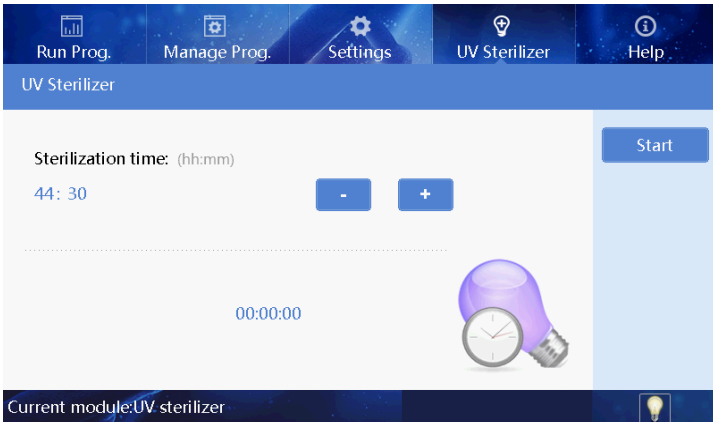 Run Prog. Manage Prog. Settings UV Sterilizer Help
UV Sterilizer
Start
Sterilization time: (hh:mm)
44: 30 - +
00:00:00
Current module:UV sterilizer